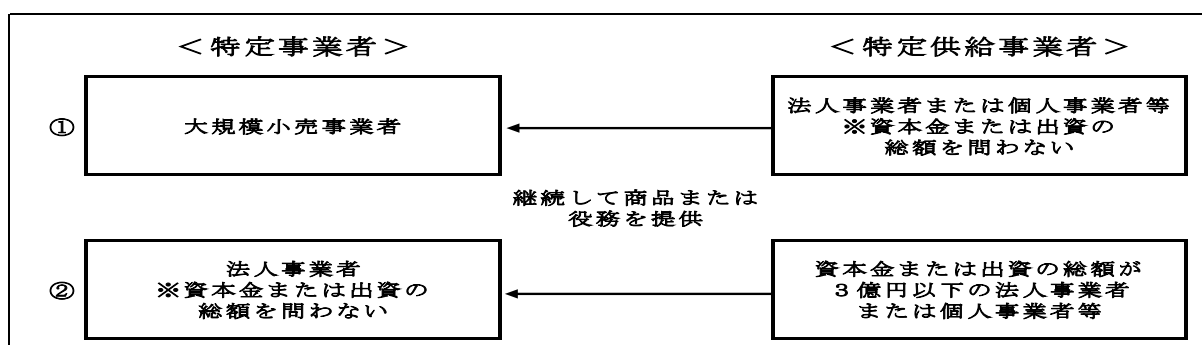 ＜特定事業者＞
＜特定供給事業者＞
①
大規模小売事業者
法人事業者または個人事業者等
※資本金または出資の
総額を問わない
継続して商品または
役務を提供
②
法人事業者
※資本金または出資の
総額を問わない
資本金または出資の総額が
３億円以下の法人事業者
または個人事業者等